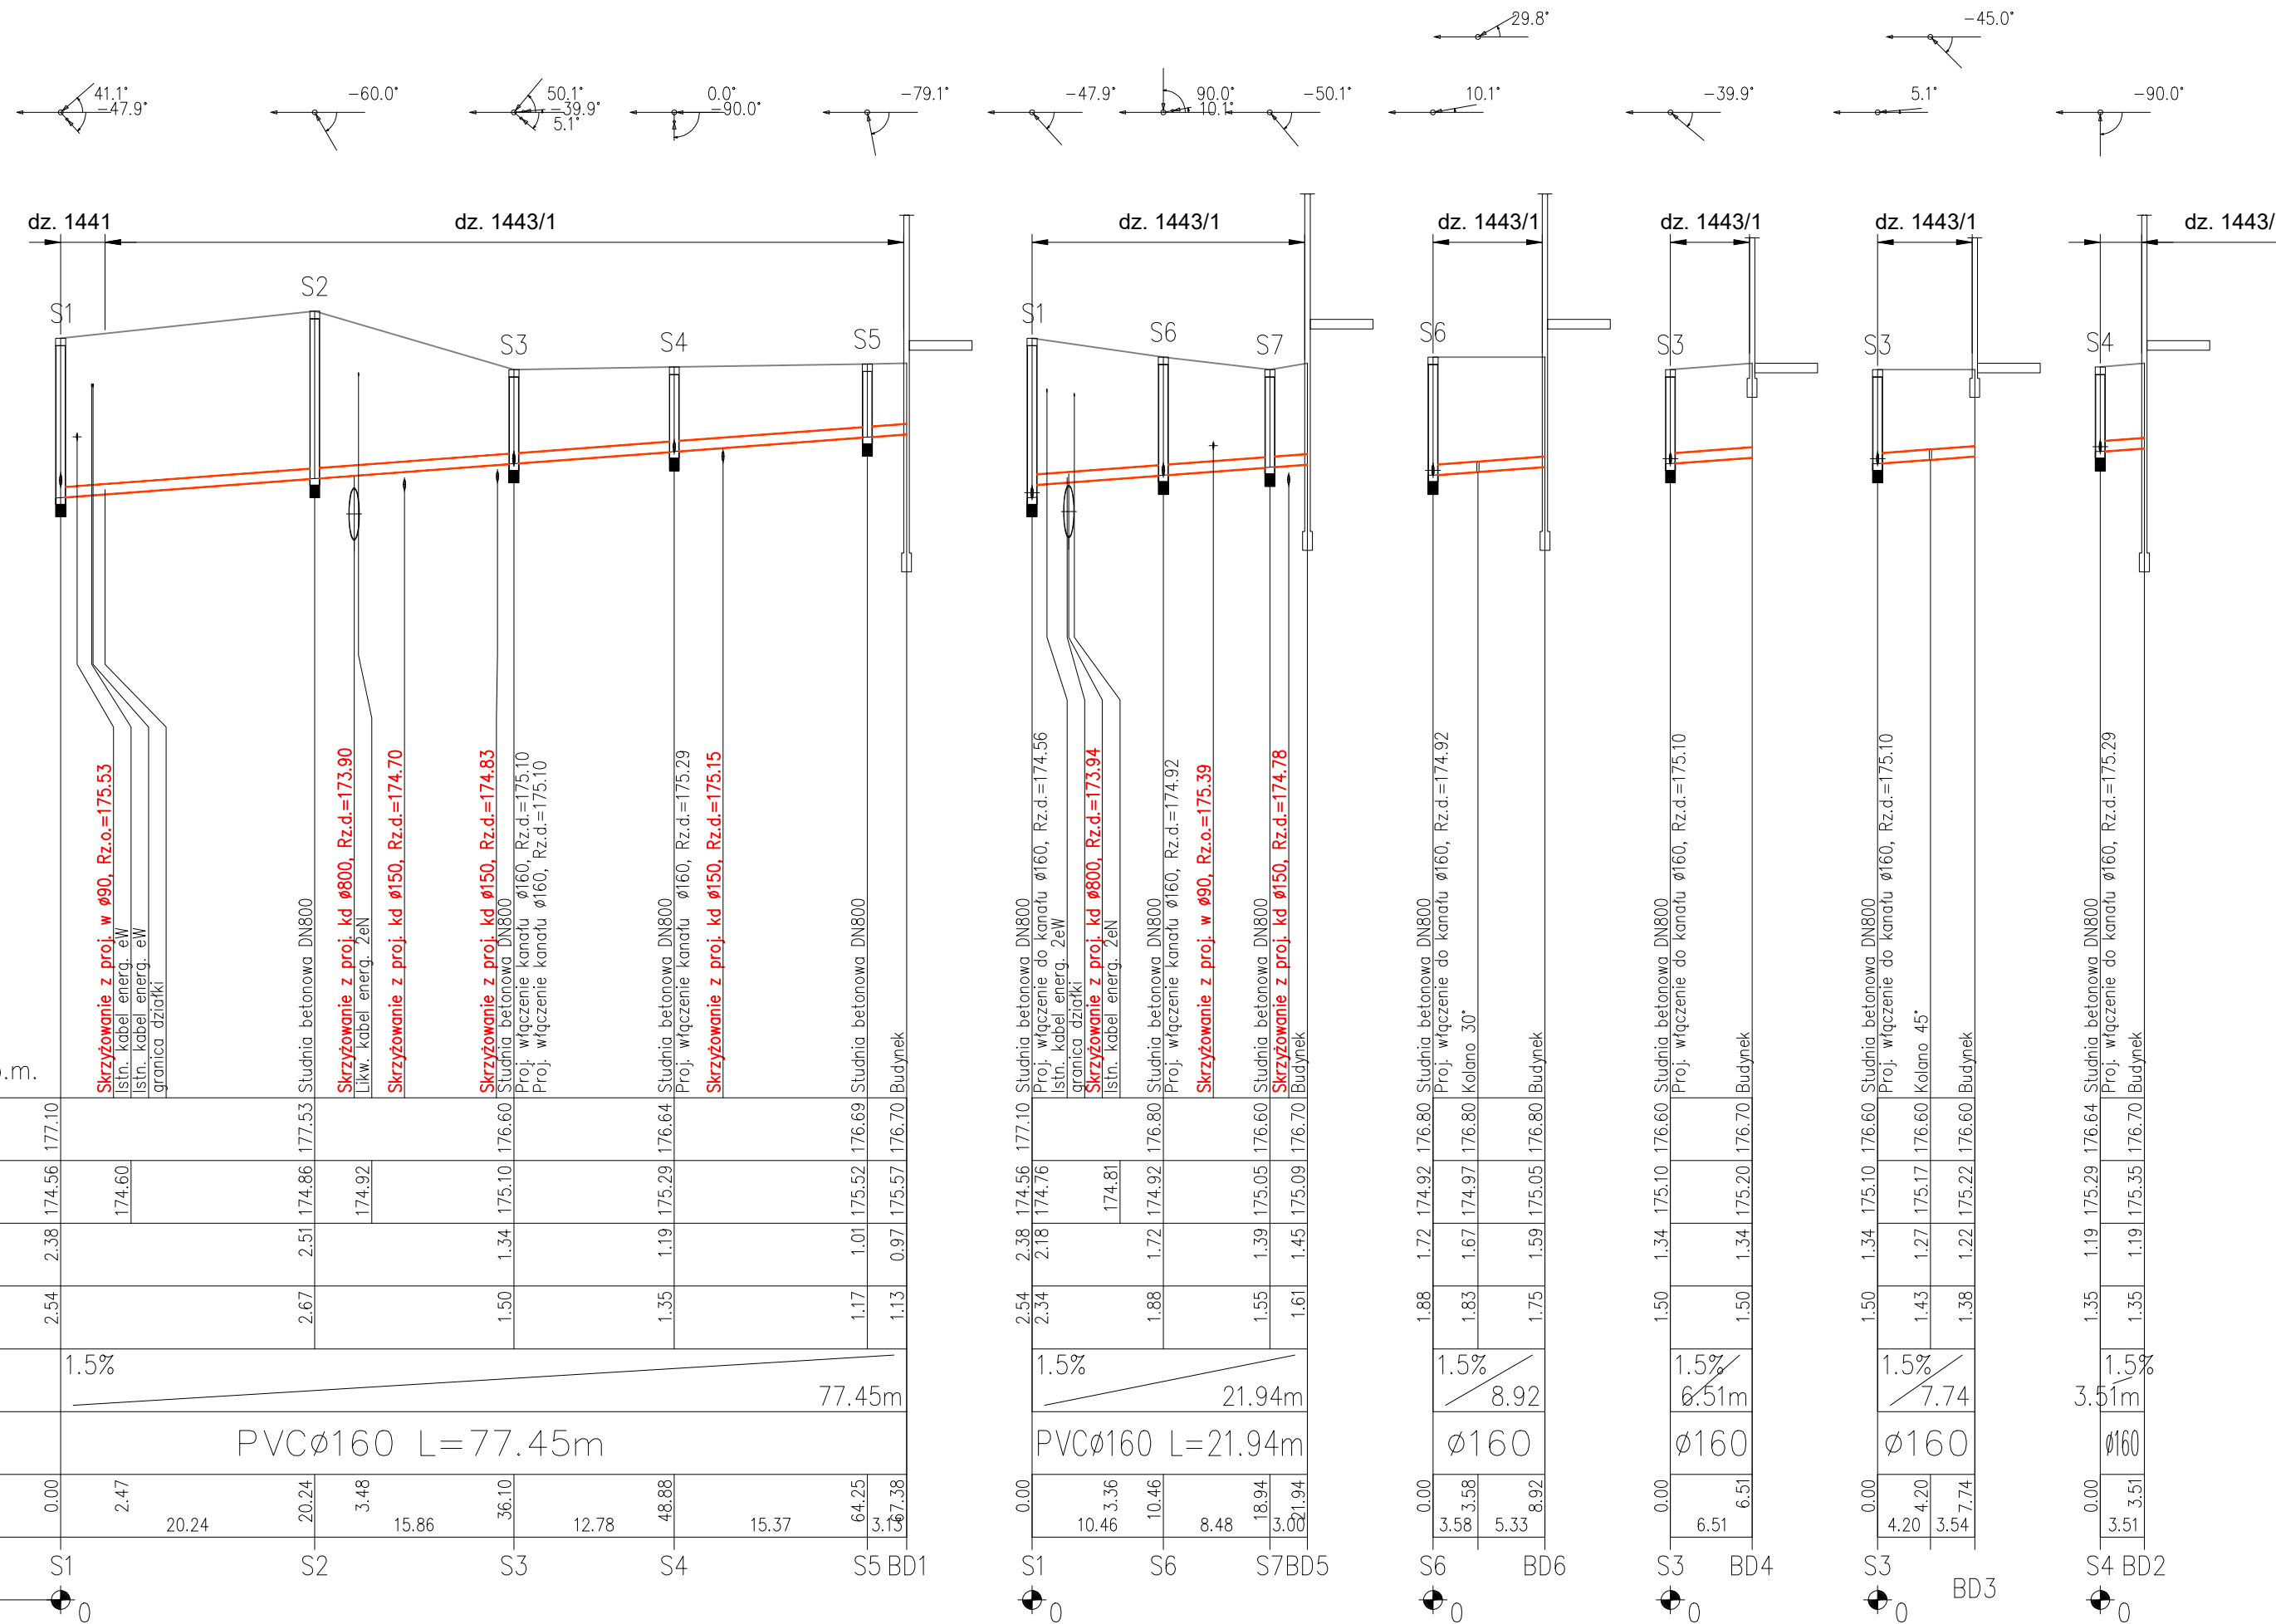 29.8°
-45.0°
41.1°
-47.9°
-60.0°
50.1°
-39.9°
5.1°
0.0°
-90.0°
-79.1°
-47.9°
90.0°
10.1°
-50.1°
10.1°
-39.9°
5.1°
-90.0°
dz. 1441
dz. 1443/1
dz. 1443/1
dz. 1443/1
dz. 1443/1
dz. 1443/1
dz. 1443/
S1
S2
S3
S4
S5
S1
S6
S7
S6
S3
S3
S4
Skrzyżowanie z proj. w ø90, Rz.o.=175.53
Istn. kabel energ. eW
Istn. kabel energ. eW
granica działki
Studnia betonowa DN800
Skrzyżowanie z proj. kd ø800, Rz.d.=173.90
Likw. kabel energ. 2eN
Skrzyżowanie z proj. kd ø150, Rz.d.=174.70
Skrzyżowanie z proj. kd ø150, Rz.d.=174.83
Studnia betonowa DN800
Proj. włączenie kanału ø160, Rz.d.=175.10
Proj. włączenie kanału ø160, Rz.d.=175.10
Studnia betonowa DN800
Proj. włączenie kanału ø160, Rz.d.=175.29
Skrzyżowanie z proj. kd ø150, Rz.d.=175.15
Studnia betonowa DN800
Budynek
Studnia betonowa DN800
Proj. włączenie do kanału ø160, Rz.d.=174.56
Istn. kabel energ. 2eW
granica działki
Skrzyżowanie z proj. kd ø800, Rz.d.=173.94
Istn. kabel energ. 2eN
Studnia betonowa DN800
Proj. włączenie kanału ø160, Rz.d.=174.92
Skrzyżowanie z proj. w ø90, Rz.o.=175.39
Studnia betonowa DN800
Skrzyżowanie z proj. kd ø150, Rz.d.=174.78
Budynek
Studnia betonowa DN800
Proj. włączenie do kanału ø160, Rz.d.=174.92
Kolano 30°
Budynek
Studnia betonowa DN800
Proj. włączenie do kanału ø160, Rz.d.=175.10
Budynek
Studnia betonowa DN800
Proj. włączenie do kanału ø160, Rz.d.=175.10
Kolano 45°
Budynek
Studnia betonowa DN800
Proj. włączenie do kanału ø160, Rz.d.=175.29
Budynek
.m.
177.10 177.53 176.60 176.64 176.69 176.70 177.10 176.80 176.60 176.70 176.80 176.80 176.80 176.60 176.70 176.60 176.60 176.60 176.64 176.70
174.56 174.60 174.86 174.92 175.10 175.29 175.52 175.57 174.56 174.76 174.81 174.92 175.05 175.09 174.92 174.97 175.05 175.10 175.20 175.10 175.17 175.22 175.29 175.35
2.38 2.51 1.34 1.19 1.01 0.97 2.38 2.18 1.72 1.39 1.45 1.72 1.67 1.59 1.34 1.34 1.34 1.27 1.22 1.19 1.19
2.54 2.67 1.50 1.35 1.17 1.13 2.54 2.34 1.88 1.55 1.61 1.88 1.83 1.75 1.50 1.50 1.50 1.43 1.38 1.35 1.35
1.5% 1.5% 1.5% 1.5% 1.5% 1.5%
77.45m 21.94m 8.92 6.51m 7.74 3.51m
PVCø160 L=77.45m PVCø160 L=21.94m ø160 ø160 ø160 ø160
0.00 2.47 20.24 3.48 36.10 48.88 64.25 67.38 0.00 3.36 10.46 18.94 21.94 0.00 3.58 8.92 0.00 6.51 0.00 4.20 7.74 0.00 3.51
20.24 15.86 12.78 15.37 3.13 10.46 8.48 3.00 3.58 5.33 6.51 4.20 3.54 3.51
S1 S2 S3 S4 S5 BD1 S1 S6 S7 BD5 S6 BD6 S3 BD4 S3 S4 BD2
BD3
0 0 0 0 0 0